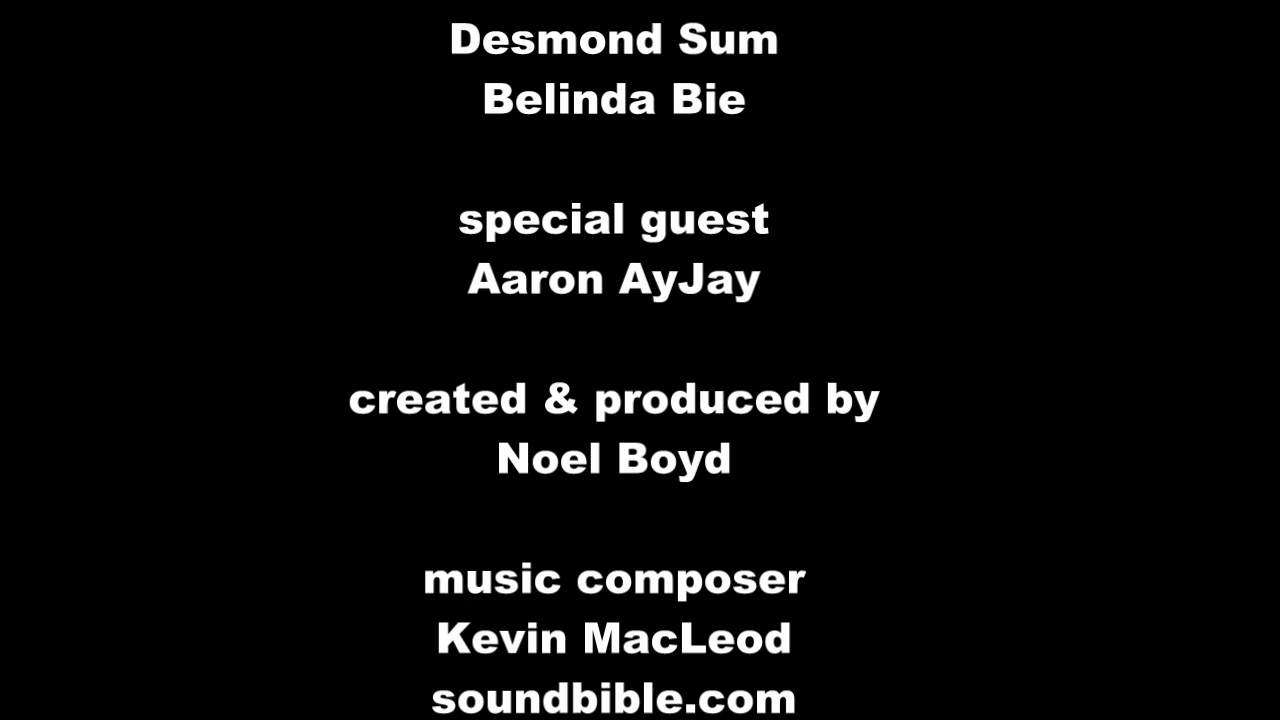 Desmond Sum
Belinda Bie
special guest
Aaron AyJay
created & produced by
Noel Boyd
music composer
Kevin MacLeod
soundbible.com